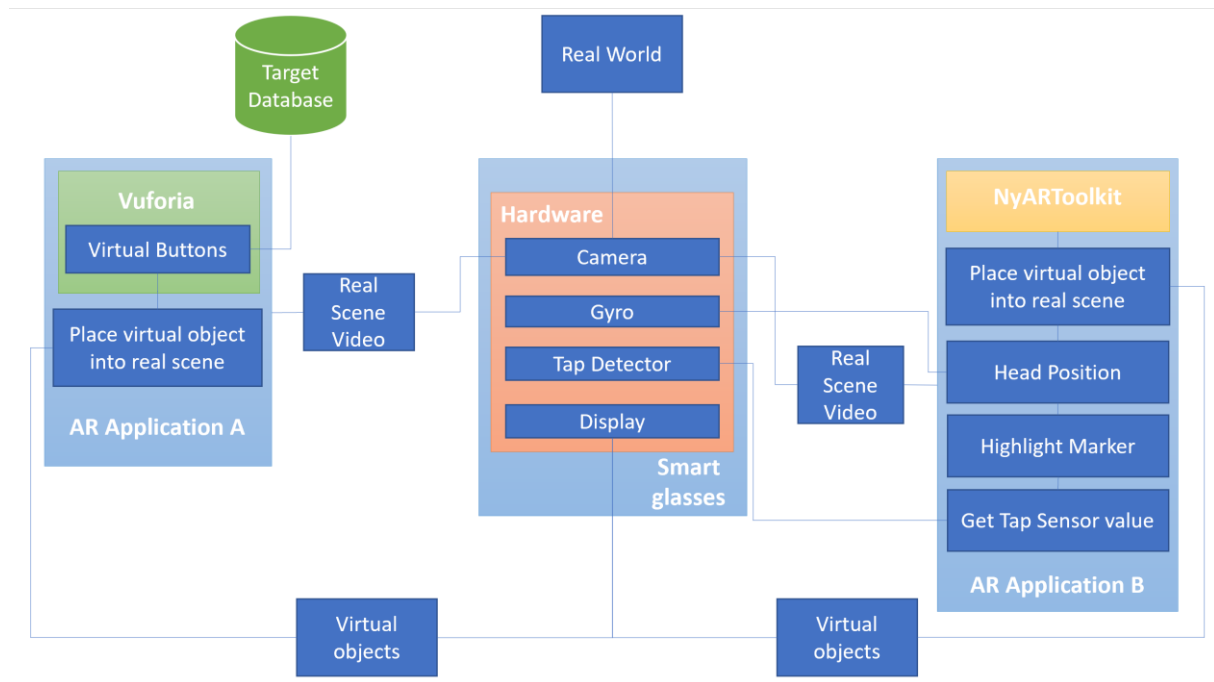 Target
Database
Real World
Vuforia
Virtual Buttons
Place virtual object
into real scene
AR Application A
Real
Scene
Video
Hardware
Camera
Gyro
Tap Detector
Display
Smart
glasses
Real
Scene
Video
NyARToolkit
Place virtual object
into real scene
Head Position
Highlight Marker
Get Tap Sensor value
AR Application B
Virtual
objects
Virtual
objects